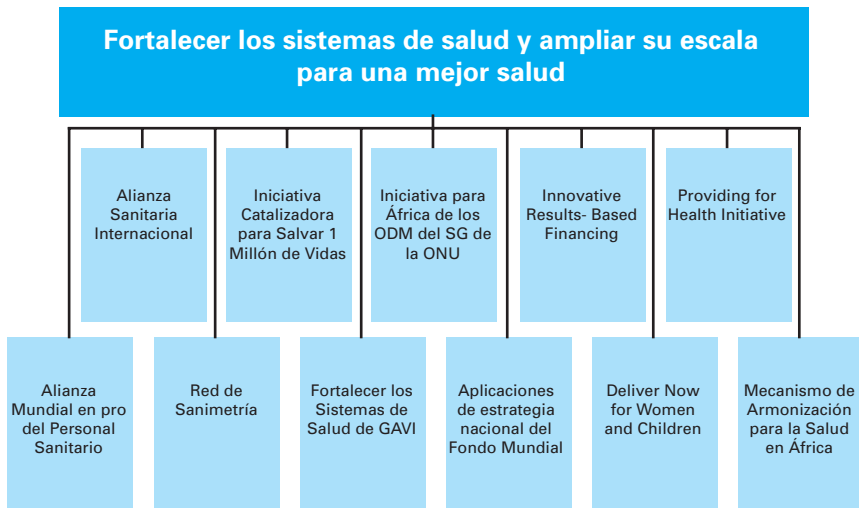 Fortalecer los sistemas de salud y ampliar su escala
para una mejor salud
Alianza
Sanitaria
Internacional
Iniciativa
Catalizadora
para Salvar 1
Millón de Vidas
Iniciativa para
África de los
ODM del SG de
la ONU
Innovative
Results- Based
Financing
Providing for
Health Initiative
Alianza
Mundial en pro
del Personal
Sanitario
Red de
Sanimetría
Fortalecer los
Sistemas de
Salud de GAVI
Aplicaciones
de estrategia
nacional del
Fondo Mundial
Deliver Now
for Women
and Children
Mecanismo de
Armonización
para la Salud
en África